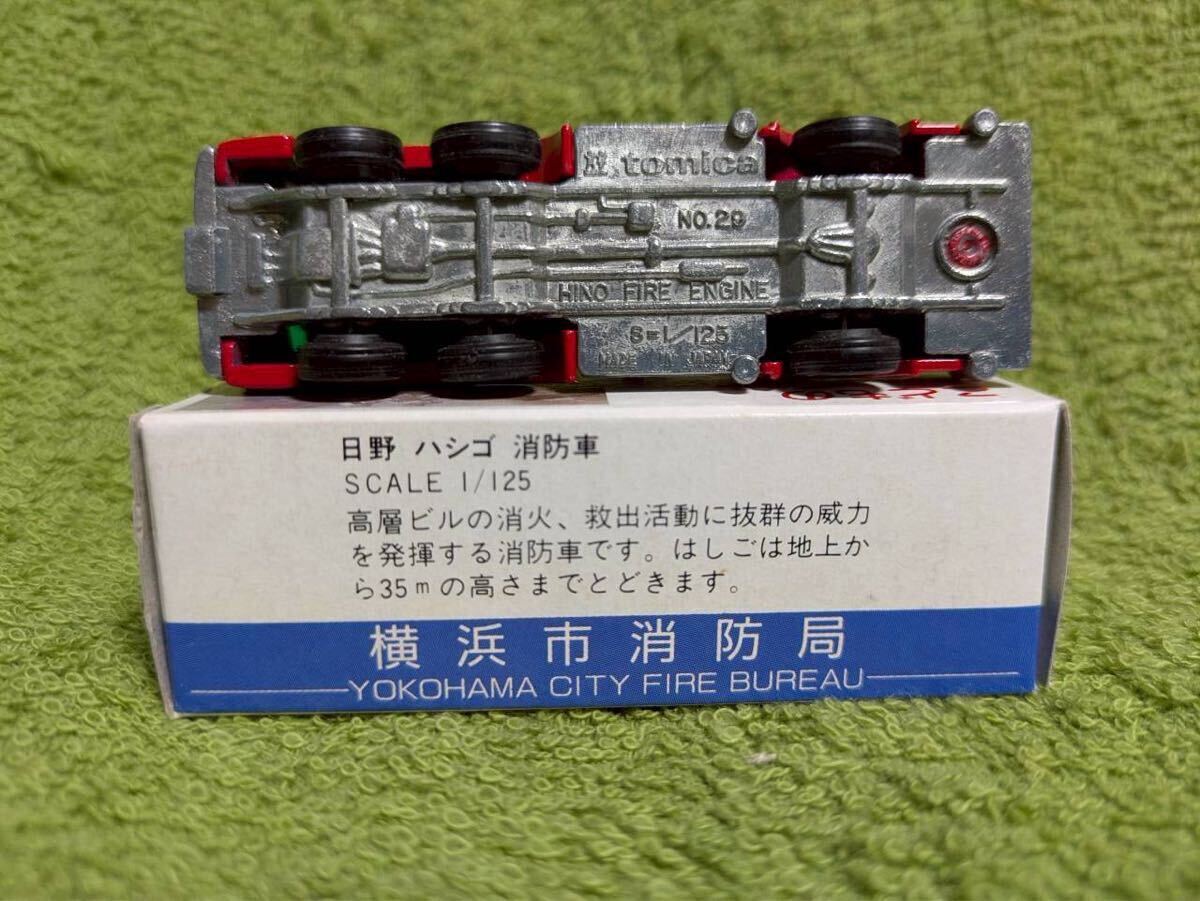 tomica
NO.29
HINO FIRE ENGINE
S=1/125
MADE IN JAPAN
日野 ハシゴ 消防車
SCALE 1/125
高層ビルの消火、救出活動に抜群の威力
を発揮する消防車です。はしごは地上か
ら35mの高さまでとどきます。
横浜市消防局
YOKOHAMA CITY FIRE BUREAU